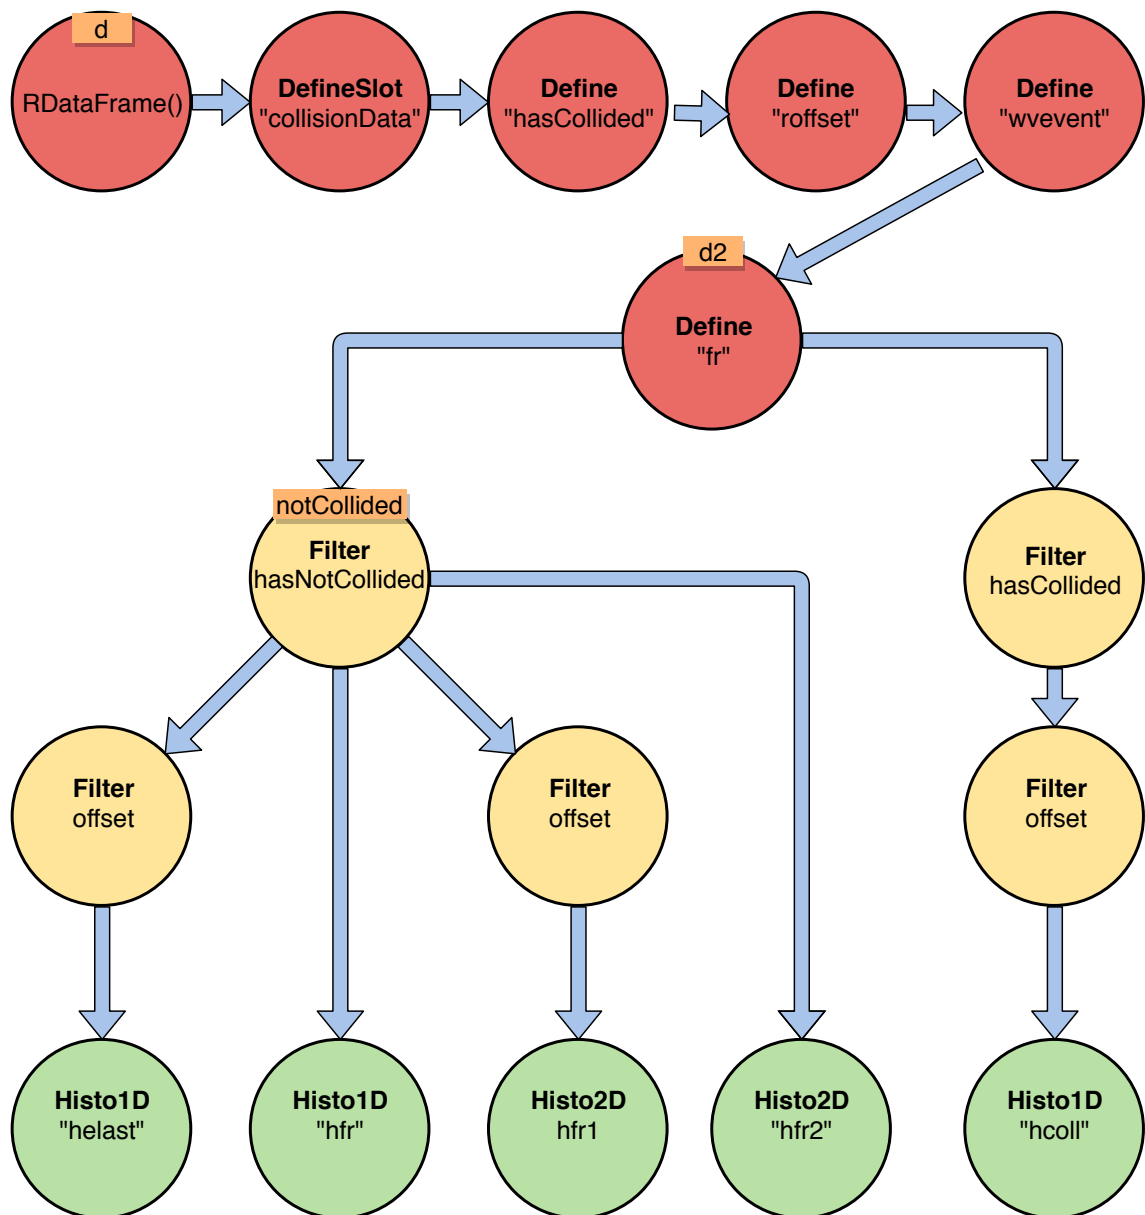 d
RDataFrame()
DefineSlot
"collisionData"
Define
"hasCollided"
Define
"roffset"
Define
"wvevent"
d2
Define
"fr"
notCollided
Filter
hasNotCollided
Filter
hasCollided
Filter
offset
Filter
offset
Filter
offset
Histo1D
"helast"
Histo1D
"hfr"
Histo2D
hfr1
Histo2D
"hfr2"
Histo1D
"hcoll"